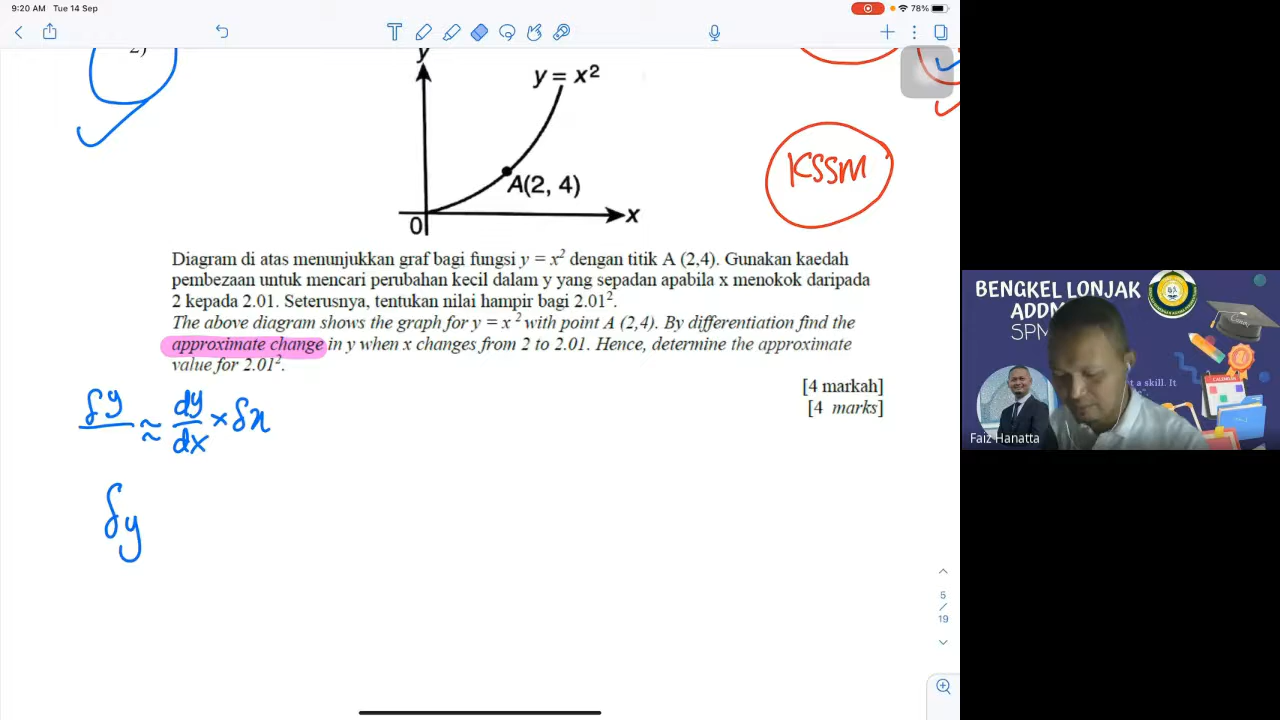 9:20 AM Tue 14 Sep
78%
2)
y
y = x²
A(2, 4)
0
x
KSSM
Diagram di atas menunjukkan graf bagi fungsi y = x² dengan titik A (2,4). Gunakan kaedah
pembezaan untuk mencari perubahan kecil dalam y yang sepadan apabila x menokok daripada
2 kepada 2.01. Seterusnya, tentukan nilai hampir bagi 2.01².
The above diagram shows the graph for y = x² with point A (2,4). By differentiation find the
approximate change in y when x changes from 2 to 2.01. Hence, determine the approximate
value for 2.01².
[4 markah]
[4 marks]
δy ≈ dy/dx × δx
δy
5
/
19
BENGKEL LONJAK
ADDM
SPM
t a skill. It
CALENDAR
Faiz Hanatta